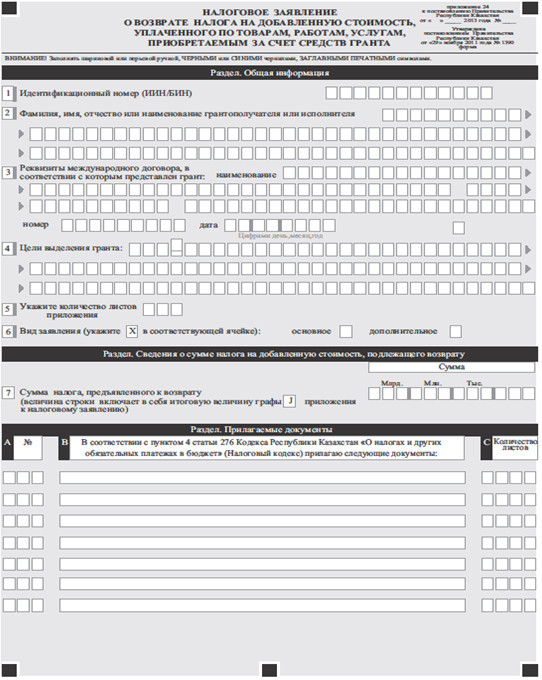 НАЛОГОВОЕ ЗАЯВЛЕНИЕ
О ВОЗВРАТЕ НАЛОГА НА ДОБАВЛЕННУЮ СТОИМОСТЬ,
УПЛАЧЕННОГО ПО ТОВАРАМ, РАБОТАМ, УСЛУГАМ,
ПРИОБРЕТАЕМЫМ ЗА СЧЕТ СРЕДСТВ ГРАНТА
приложение 24
к постановлению Правительства
Республики Казахстан
от « » ______ 2013 года № ____
Утверждена
постановлением Правительства
Республики Казахстан
от «29» ноября 2011 года № 1390
форма
ВНИМАНИЕ! Заполнять шариковой или перьевой ручкой, ЧЕРНЫМИ или СИНИМИ чернилами, ЗАГЛАВНЫМИ ПЕЧАТНЫМИ символами.
Раздел. Общая информация
1 Идентификационный номер (ИИН/БИН)
2 Фамилия, имя, отчество или наименование грантополучателя или исполнителя
3 Реквизиты международного договора, в
соответствии с которым представлен грант: наименование
номер дата
Цифрами день,месяц,год
4 Цели выделения гранта:
5 Укажите количество листов
приложения
6 Вид заявления (укажите X в соответствующей ячейке): основное дополнительное
Раздел. Сведения о сумме налога на добавленную стоимость, подлежащего возврату
Сумма
Млрд. Млн. Тыс.
7 Сумма налога, предъявленного к возврату
(величина строки включает в себя итоговую величину графы J приложения
к налоговому заявлению)
Раздел. Прилагаемые документы
A № B В соответствии с пунктом 4 статьи 276 Кодекса Республики Казахстан «О налогах и других
обязательных платежах в бюджет» (Налоговый кодекс) прилагаю следующие документы:
C Количество
листов